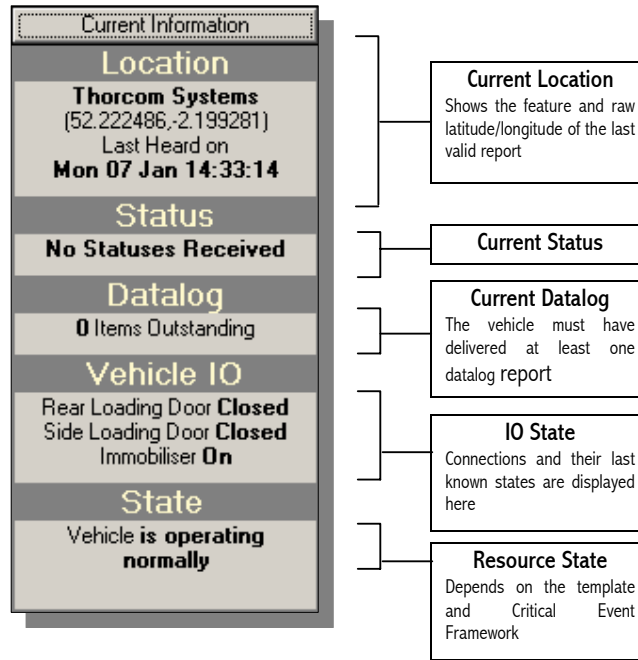 Current Information
Location
Thorcom Systems
(52.222486,-2.199281)
Last Heard on
Mon 07 Jan 14:33:14
Status
No Statuses Received
Datalog
0 Items Outstanding
Vehicle IO
Rear Loading Door Closed
Side Loading Door Closed
Immobiliser On
State
Vehicle is operating
normally
Current Location
Shows the feature and raw
latitude/longitude of the last
valid report
Current Status
Current Datalog
The vehicle must have
delivered at least one
datalog report
IO State
Connections and their last
known states are displayed
here
Resource State
Depends on the template
and Critical Event
Framework